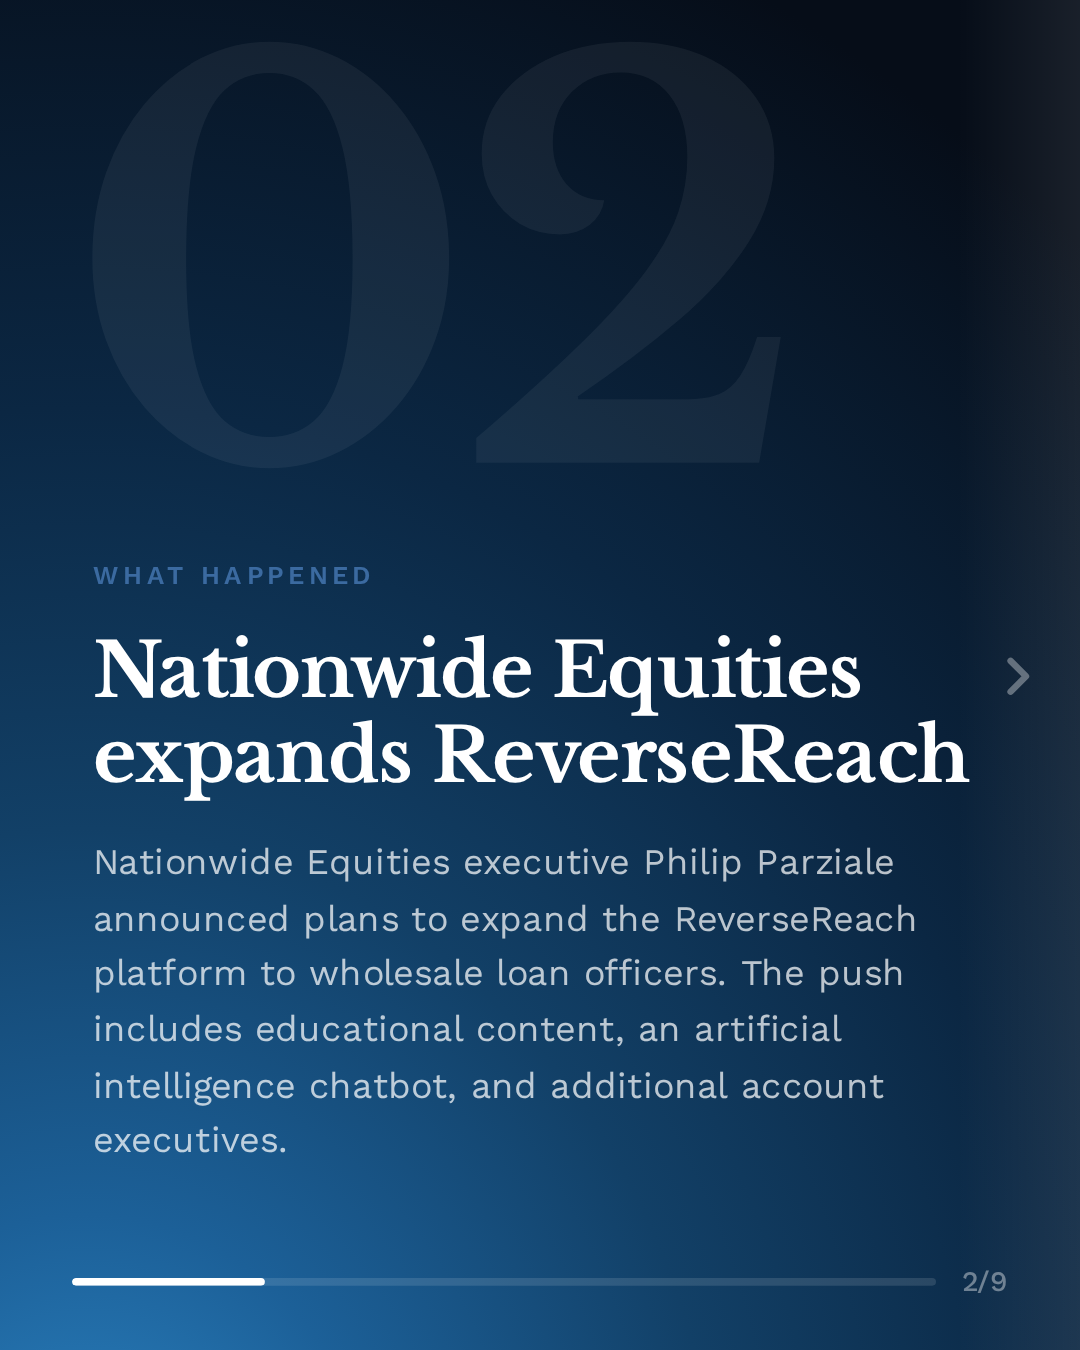 02
WHAT HAPPENED
Nationwide Equities
expands ReverseReach
Nationwide Equities executive Philip Parziale
announced plans to expand the ReverseReach
platform to wholesale loan officers. The push
includes educational content, an artificial
intelligence chatbot, and additional account
executives.
2/9